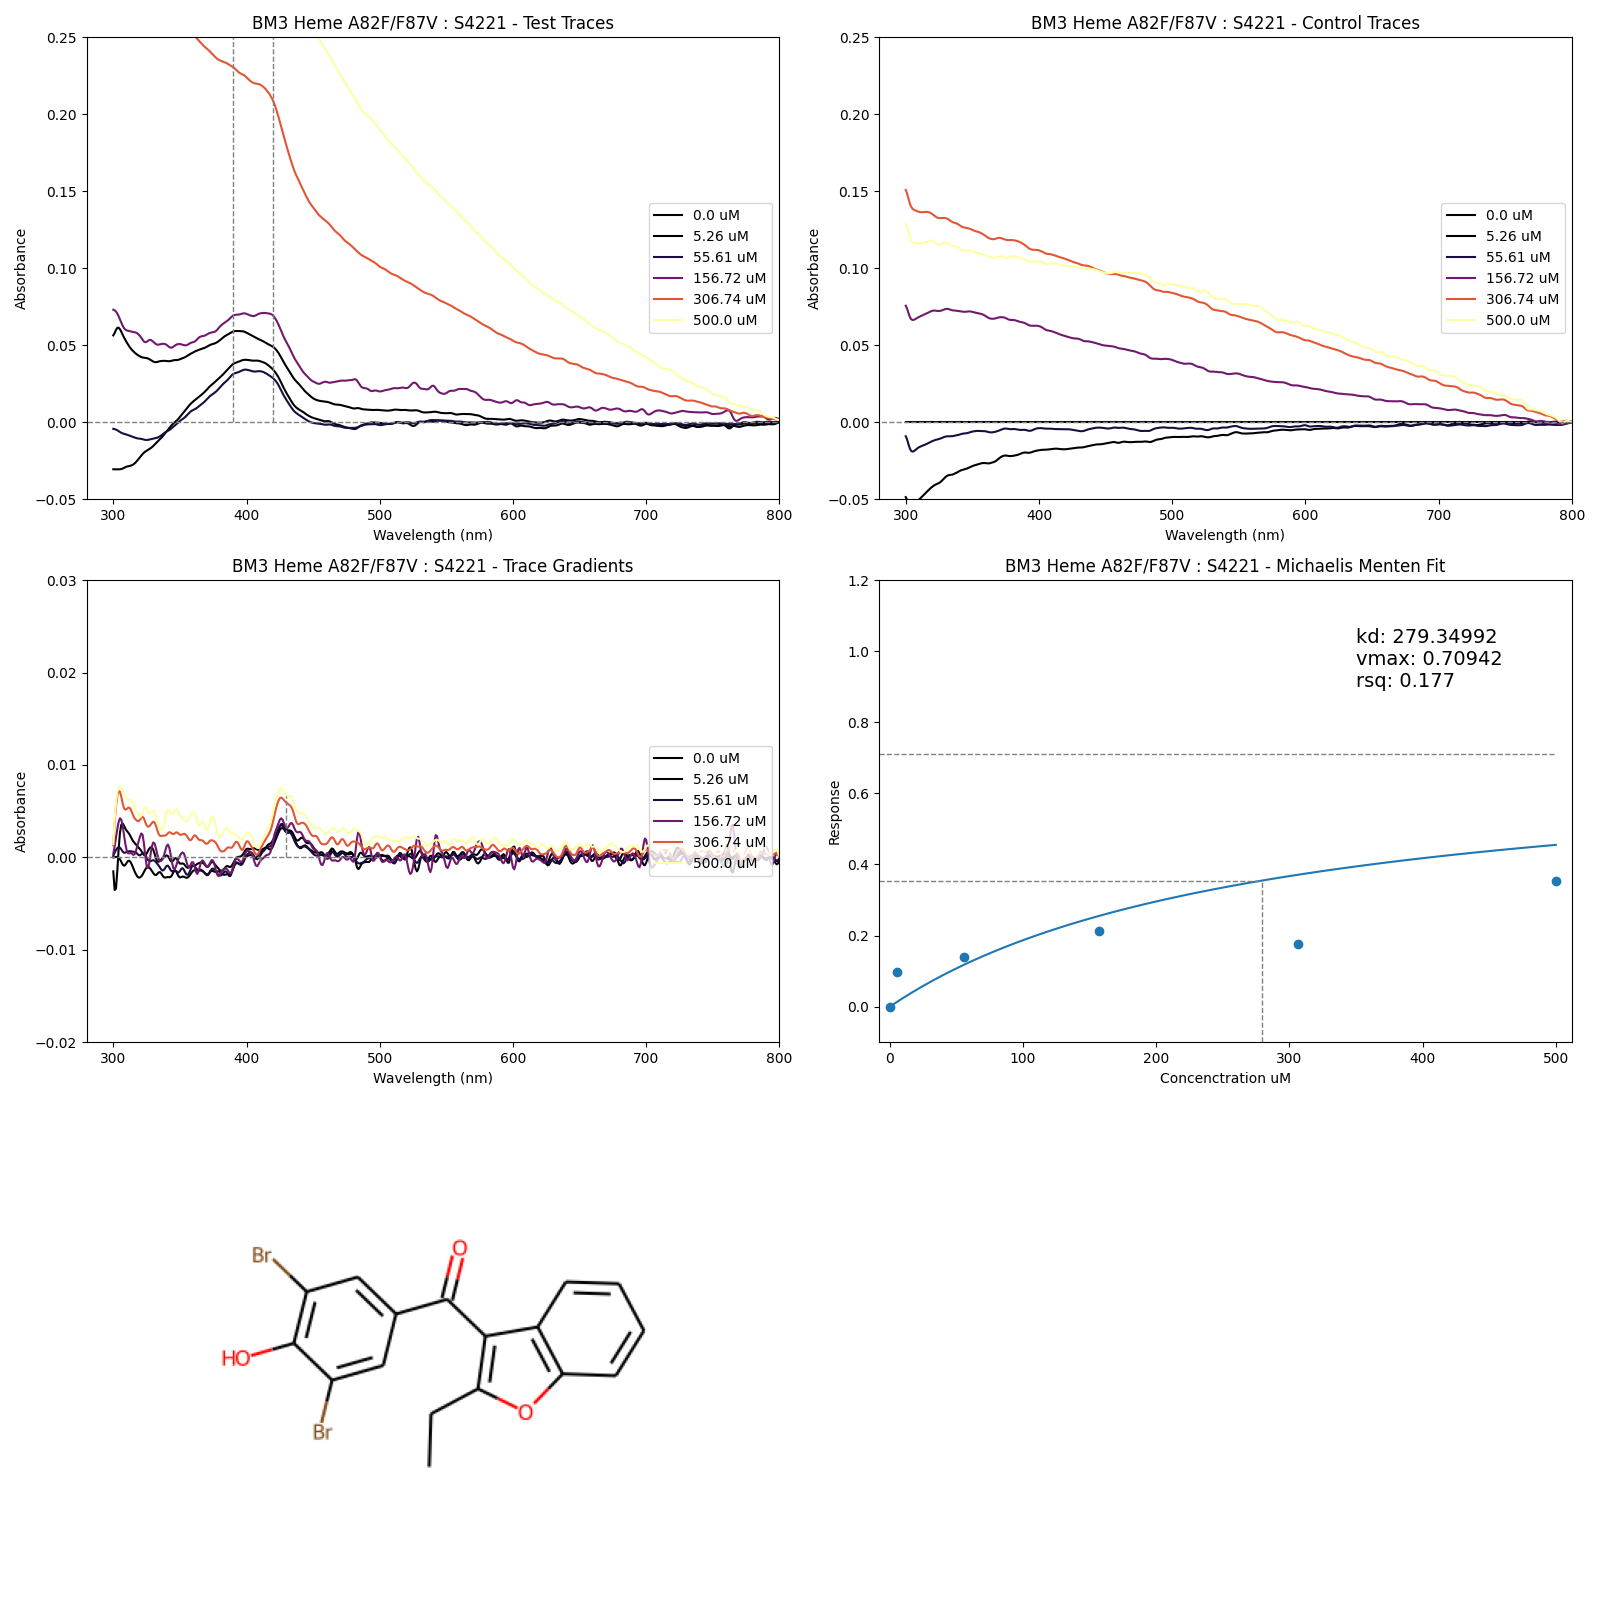 BM3 Heme A82F/F87V : S4221 - Test Traces
0.25
0.20
0.15
0.10
0.05
0.00
−0.05
Absorbance
300 400 500 600 700 800
Wavelength (nm)
0.0 uM
5.26 uM
55.61 uM
156.72 uM
306.74 uM
500.0 uM
BM3 Heme A82F/F87V : S4221 - Control Traces
0.25
0.20
0.15
0.10
0.05
0.00
−0.05
Absorbance
300 400 500 600 700 800
Wavelength (nm)
0.0 uM
5.26 uM
55.61 uM
156.72 uM
306.74 uM
500.0 uM
BM3 Heme A82F/F87V : S4221 - Trace Gradients
0.03
0.02
0.01
0.00
−0.01
−0.02
Absorbance
300 400 500 600 700 800
Wavelength (nm)
0.0 uM
5.26 uM
55.61 uM
156.72 uM
306.74 uM
500.0 uM
BM3 Heme A82F/F87V : S4221 - Michaelis Menten Fit
1.2
1.0
0.8
0.6
0.4
0.2
0.0
Response
0 100 200 300 400 500
Concenctration uM
kd: 279.34992
vmax: 0.70942
rsq: 0.177
Br
O
HO
O
Br